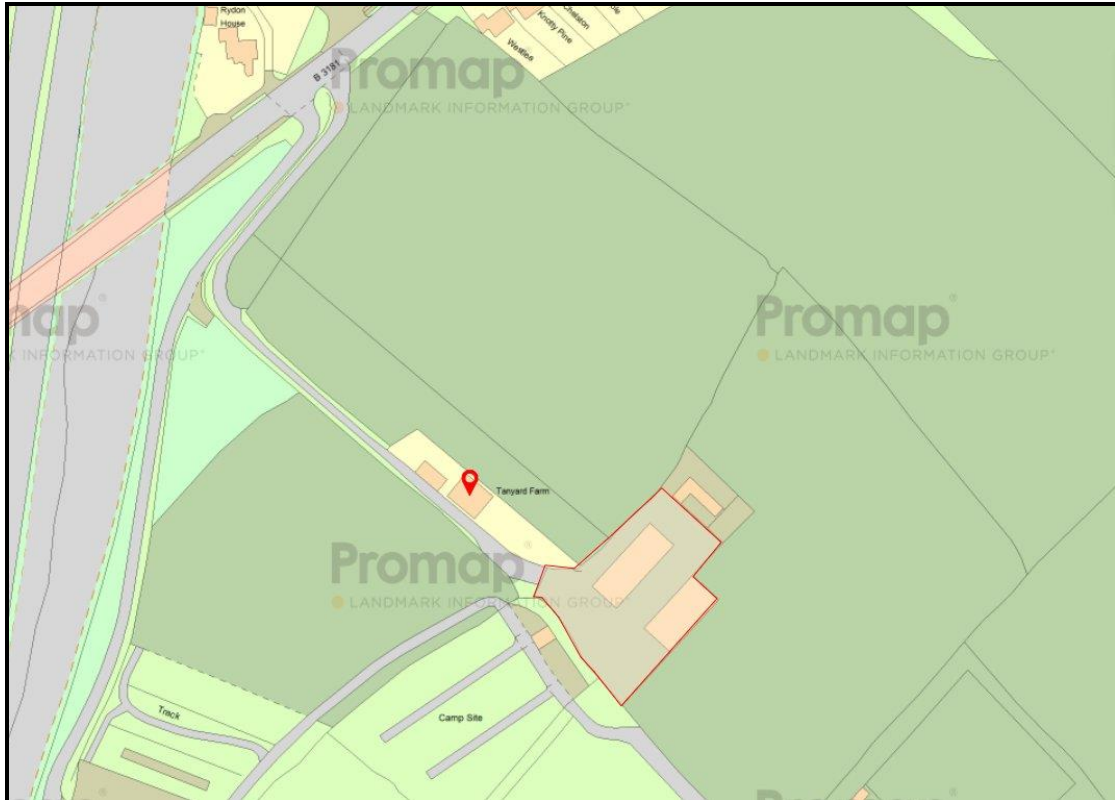 Rydon
House
B 3181
Westlea
Knotty Pine
Promap
LANDMARK INFORMATION GROUP
map
INFORMATION GROUP
Promap
LANDMARK INFORMATION GROUP
Tanyard Farm
Promap
LANDMARK INFORMATION GROUP
Track
Camp Site